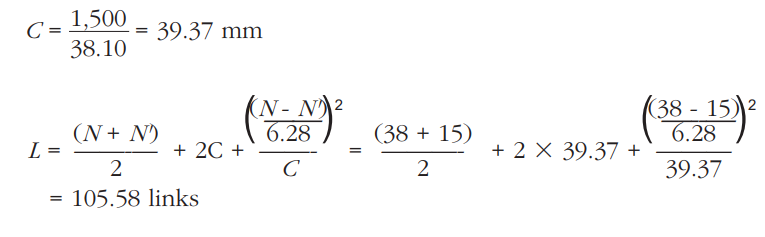 C = 1,500 / 38.10 = 39.37 mm
L = (N + N') / 2 + 2C + ((N - N') / 6.28)² / C = (38 + 15) / 2 + 2 × 39.37 + ((38 - 15) / 6.28)² / 39.37
= 105.58 links